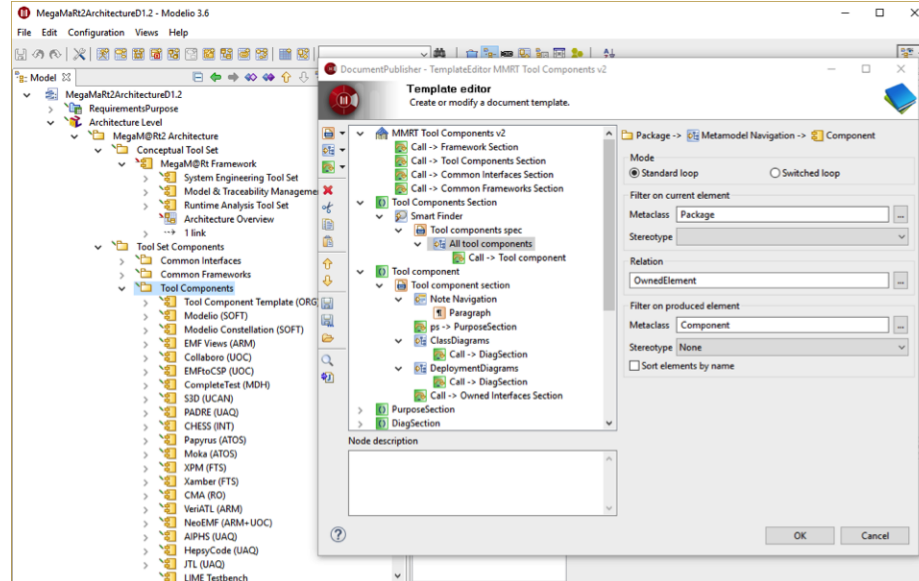 MegaMaRt2ArchitectureD1.2 - Modelio 3.6
File Edit Configuration Views Help
Model
MegaMaRt2ArchitectureD1.2
RequirementsPurpose
Architecture Level
MegaM@Rt2 Architecture
Conceptual Tool Set
MegaM@Rt Framework
System Engineering Tool Set
Model & Traceability Manageme
Runtime Analysis Tool Set
Architecture Overview
1 link
Tool Set Components
Common Interfaces
Common Frameworks
Tool Components
Tool Component Template (ORG
Modelio (SOFT)
Modelio Constellation (SOFT)
EMF Views (ARM)
Collaboro (UOC)
EMFtoCSP (UOC)
CompleteTest (MDH)
S3D (UCAN)
PADRE (UAQ)
CHESS (INT)
Papyrus (ATOS)
Moka (ATOS)
XPM (FTS)
Xamber (FTS)
CMA (RO)
VeriATL (ARM)
NeoEMF (ARM+UOC)
AIPHS (UAQ)
HepsyCode (UAQ)
JTL (UAQ)
LIME Testbench
DocumentPublisher - TemplateEditor MMRT Tool Components v2
Template editor
Create or modify a document template.
MMRT Tool Components v2
Call -> Framework Section
Call -> Tool Components Section
Call -> Common Interfaces Section
Call -> Common Frameworks Section
Tool Components Section
Smart Finder
Tool components spec
All tool components
Call -> Tool component
Tool component
Tool component section
Note Navigation
Paragraph
ps -> PurposeSection
ClassDiagrams
Call -> DiagSection
DeploymentDiagrams
Call -> DiagSection
Call -> Owned Interfaces Section
PurposeSection
DiagSection
Node description
Package -> Metamodel Navigation -> Component
Mode
Standard loop Switched loop
Filter on current element
Metaclass Package ...
Stereotype
Relation
OwnedElement ...
Filter on produced element
Metaclass Component ...
Stereotype None
Sort elements by name
OK Cancel